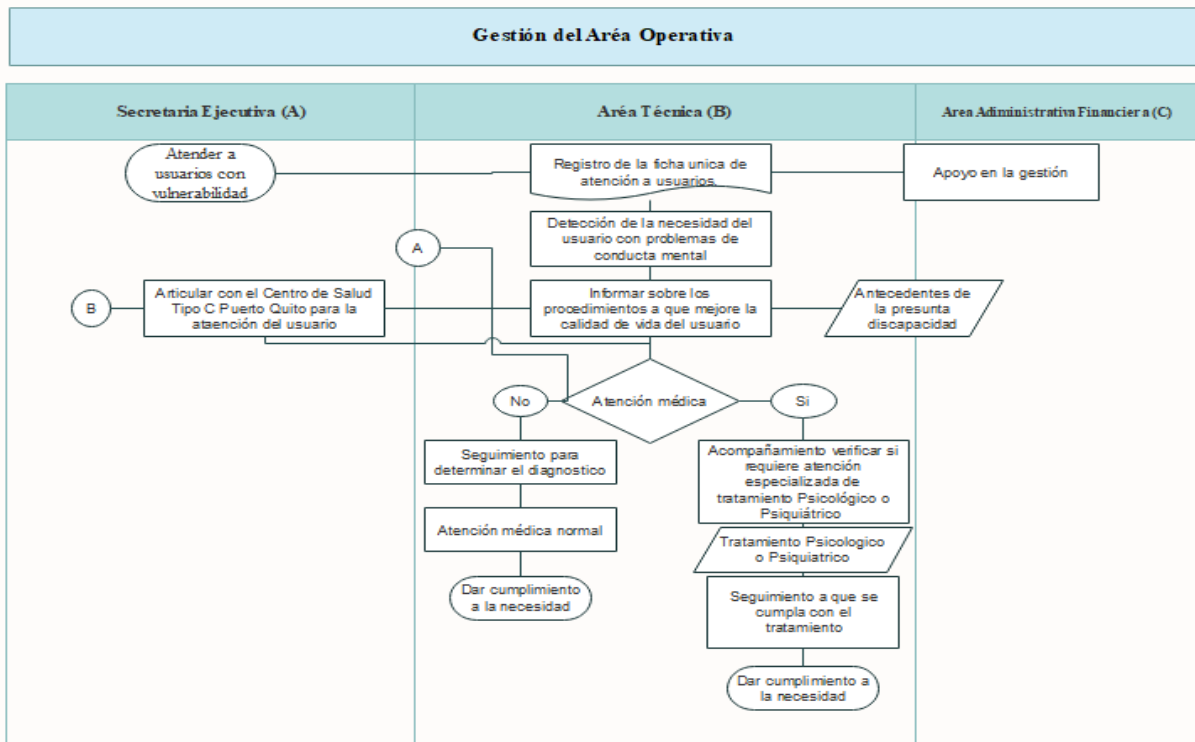 Gestión del Aréa Operativa
Secretaria Ejecutiva (A)
Aréa Técnica (B)
Area Adiministrativa Financiera (C)
Atender a
usuarios con
vulnerabilidad
Registro de la ficha unica de
atención a usuarios.
Apoyo en la gestión
Detección de la necesidad del
usuario con problemas de
conducta mental
A
B
Articular con el Centro de Salud
Tipo C Puerto Quito para la
ataención del usuario
Informar sobre los
procedimientos a que mejore la
calidad de vida del usuario
Antecedentes de
la presunta
discapacidad
No
Atención médica
Si
Seguimiento para
determinar el diagnostico
Acompañamiento verificar si
requiere atención
especializada de
tratamiento Psicológico o
Psiquiátrico
Atención médica normal
Tratamiento Psicologico
o Psiquiatrico
Dar cumplimiento
a la necesidad
Seguimiento a que se
cumpla con el
tratamiento
Dar cumplimiento a
la necesidad